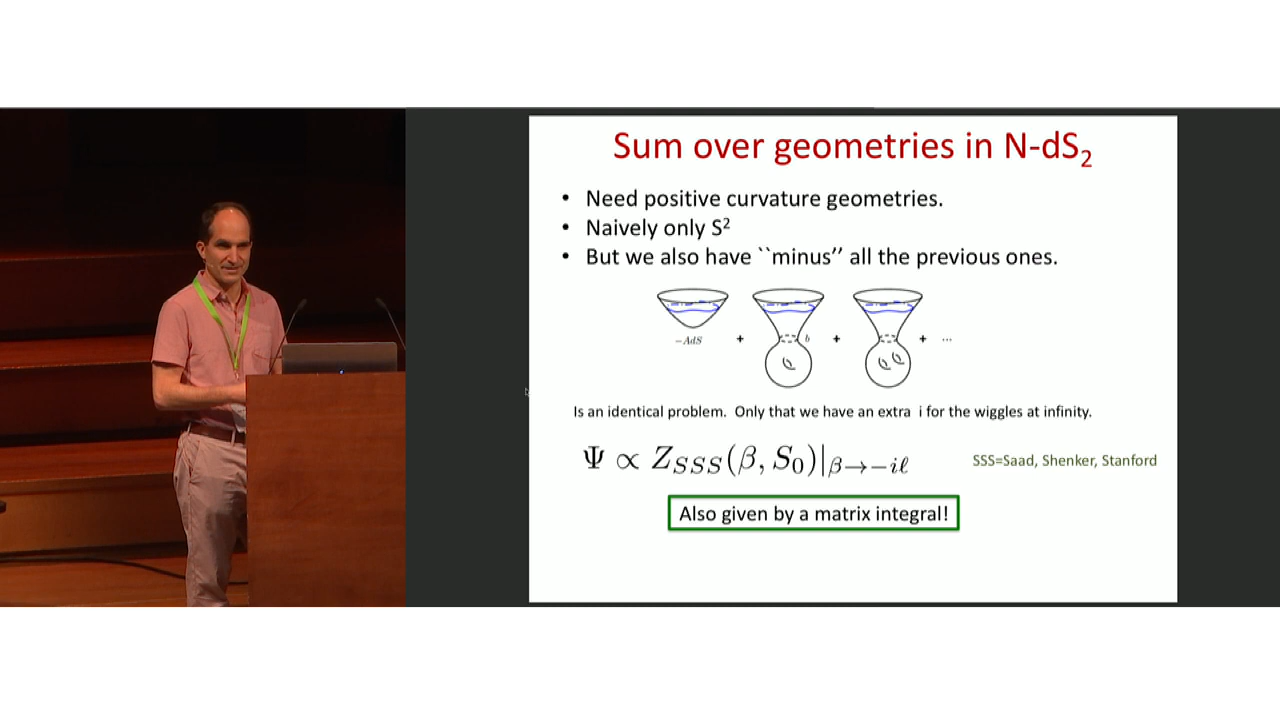 Sum over geometries in N-dS₂
• Need positive curvature geometries.
• Naively only S²
• But we also have ``minus'' all the previous ones.
−AdS + b + + ...
Is an identical problem. Only that we have an extra i for the wiggles at infinity.
Ψ ∝ Z_{SSS}(β, S₀)|_{β→−iℓ} SSS=Saad, Shenker, Stanford
Also given by a matrix integral!